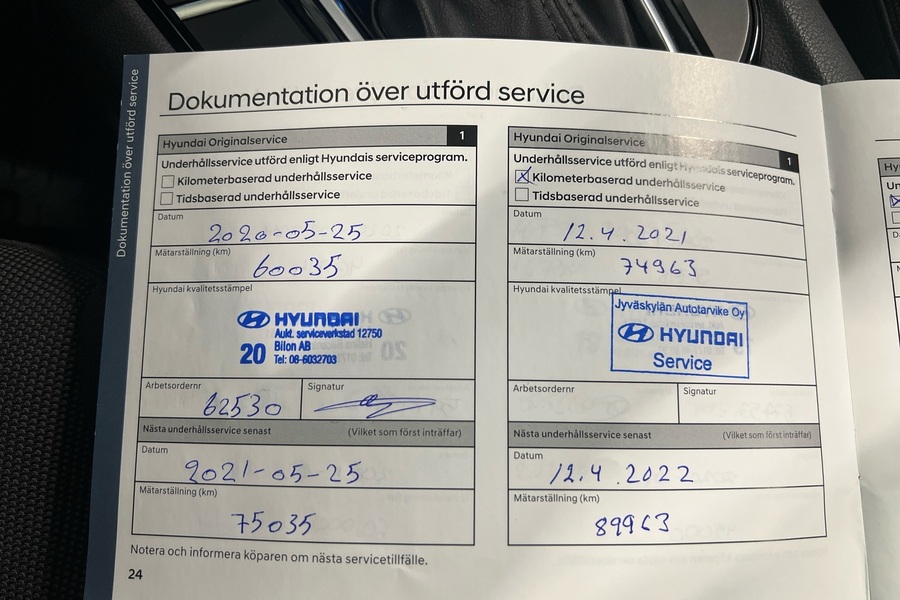 Dokumentation över utförd service
Dokumentation över utförd service
Hyundai Originalservice 1
Underhållsservice utförd enligt Hyundais serviceprogram.
Kilometerbaserad underhållsservice
Tidsbaserad underhållsservice
Datum
2020-05-25
Mätarställning (km)
60035
Hyundai kvalitetsstämpel
HYUNDAI
Aukt. serviceverkstad 12750
20 Bilon AB
Tel: 08-6032703
Arbetsordernr Signatur
62530
Nästa underhållsservice senast (Vilket som först inträffar)
Datum
2021-05-25
Mätarställning (km)
75035
Notera och informera köparen om nästa servicetillfälle.
24
Hyundai Originalservice 1
Underhållsservice utförd enligt Hyundais serviceprogram.
Kilometerbaserad underhållsservice
Tidsbaserad underhållsservice
Datum
12.4.2021
Mätarställning (km)
74963
Hyundai kvalitetsstämpel
Jyväskylän Autotarvike Oy
HYUNDAI
Service
Arbetsordernr Signatur
Nästa underhållsservice senast (Vilket som först inträffar)
Datum
12.4.2022
Mätarställning (km)
89963